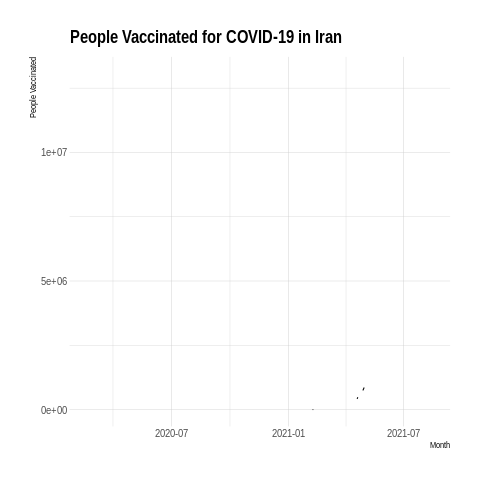 People Vaccinated for COVID-19 in Iran
People Vaccinated
1e+07
5e+06
0e+00
2020-07
2021-01
2021-07
Month